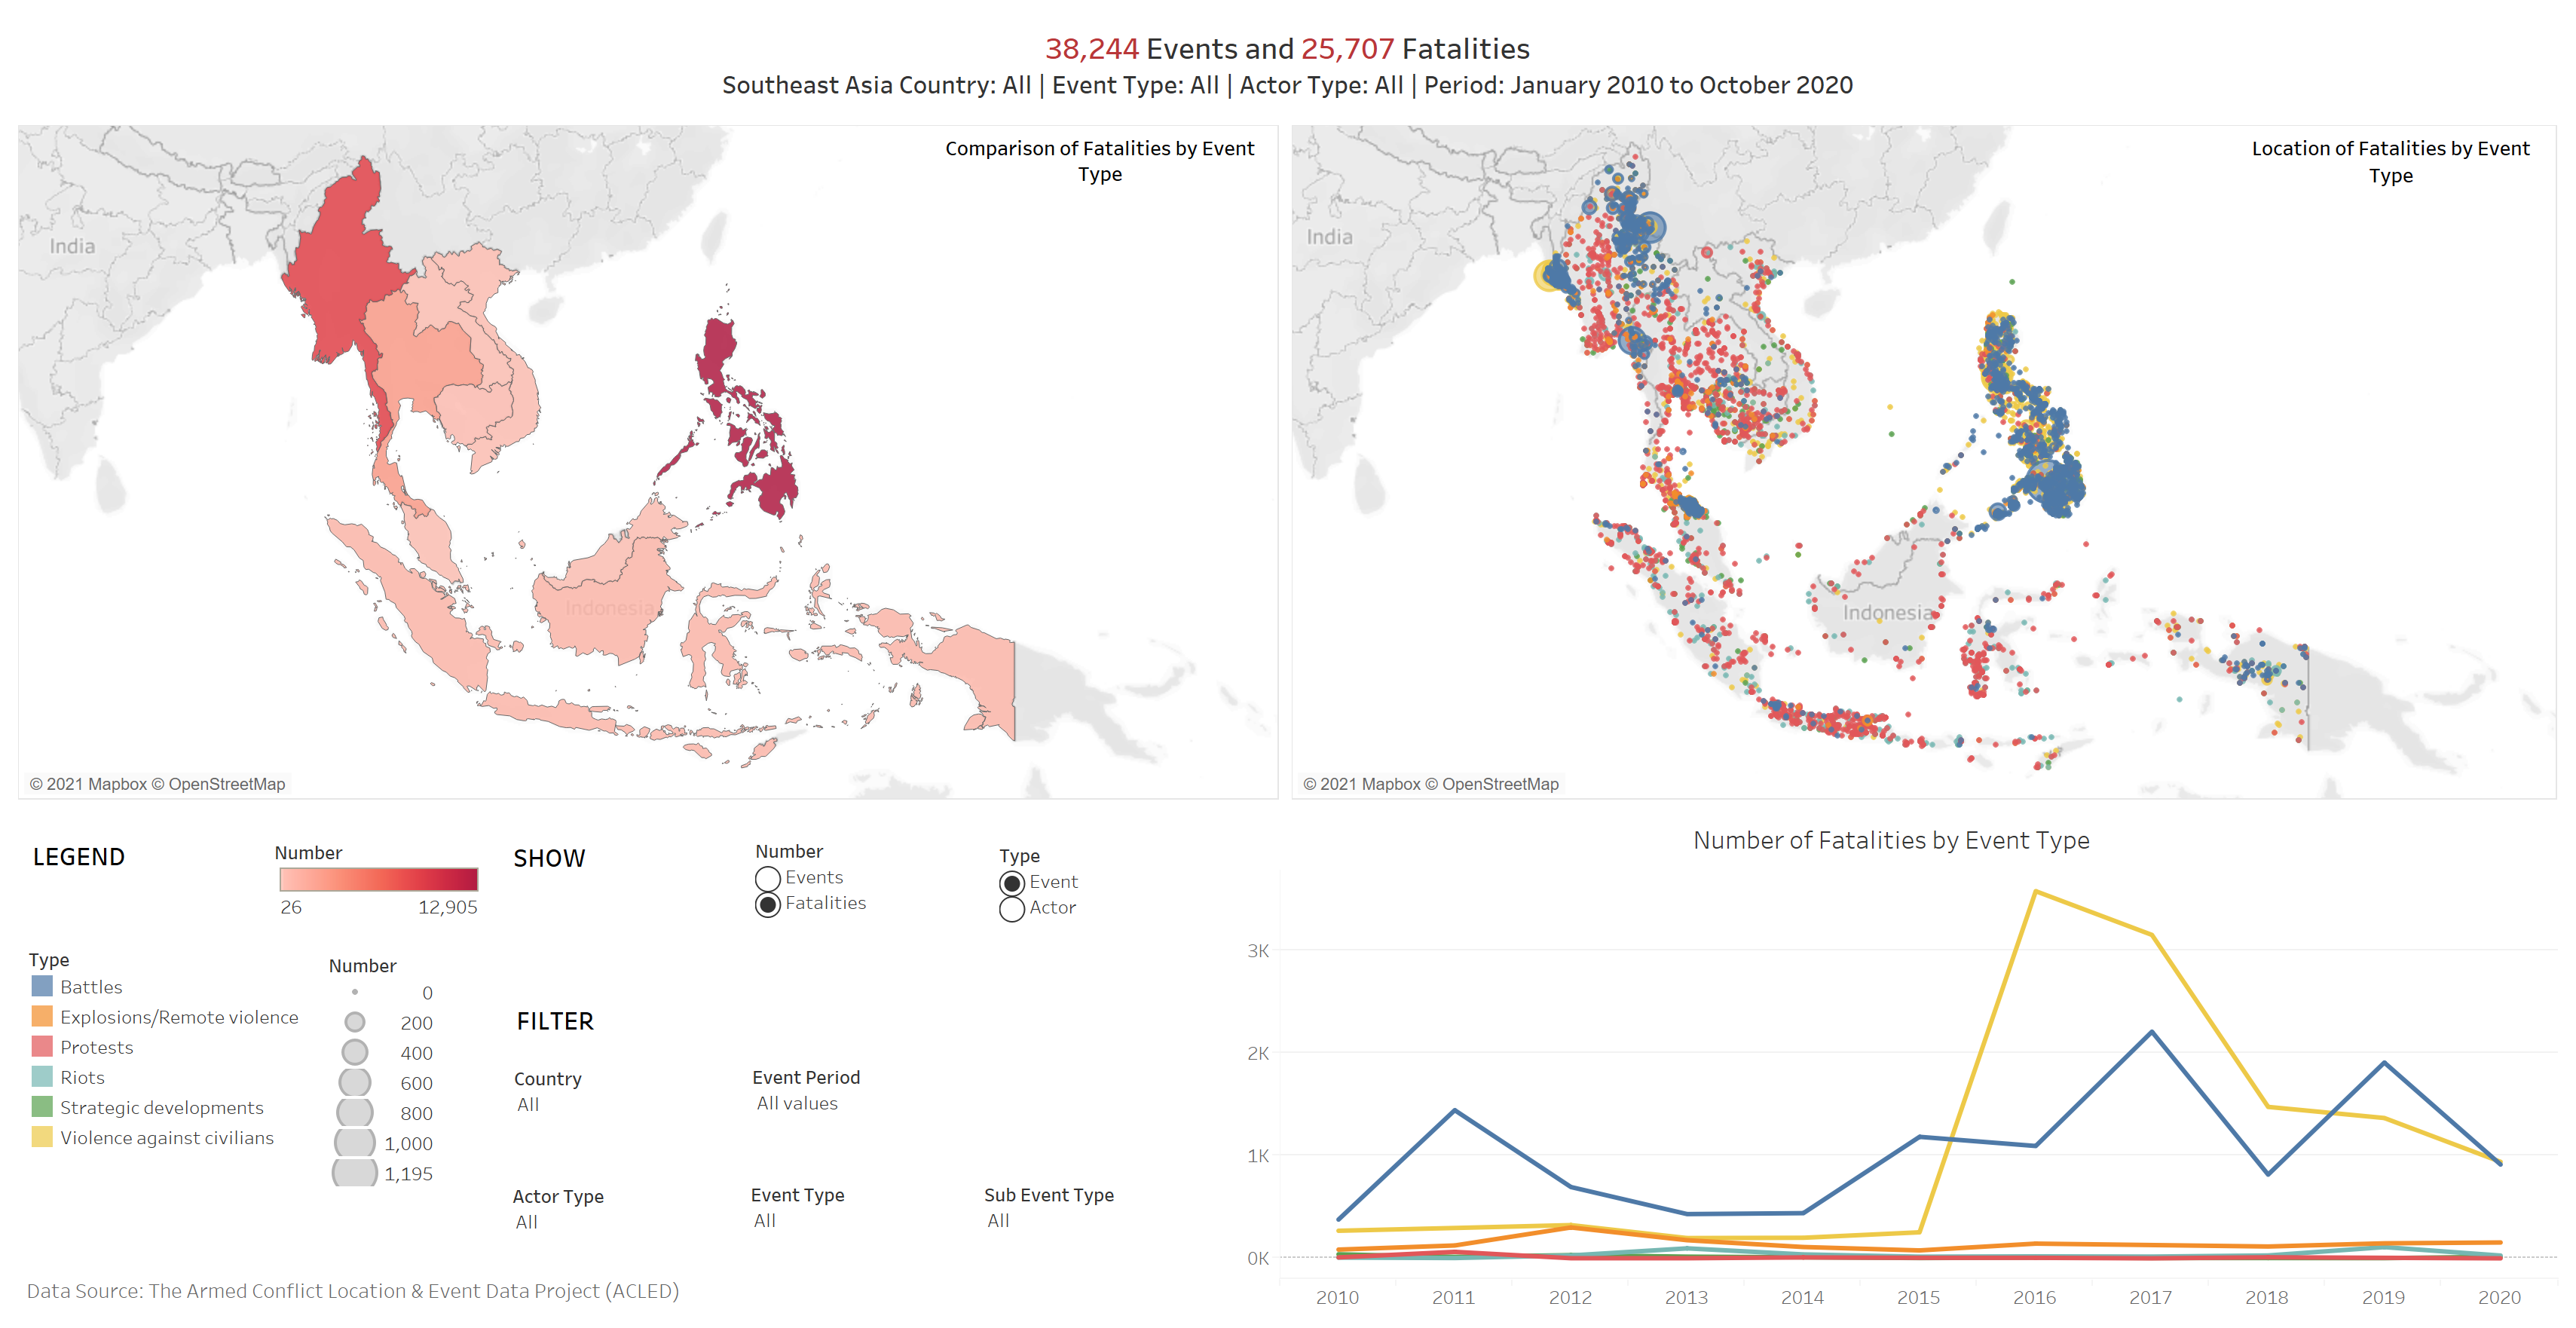 38,244 Events and 25,707 Fatalities
Southeast Asia Country: All | Event Type: All | Actor Type: All | Period: January 2010 to October 2020
Comparison of Fatalities by Event
Type
India
Indonesia
© 2021 Mapbox © OpenStreetMap
Location of Fatalities by Event
Type
India
Indonesia
© 2021 Mapbox © OpenStreetMap
LEGEND
Number
26 12,905
Type
Battles
Explosions/Remote violence
Protests
Riots
Strategic developments
Violence against civilians
Number
0
200
400
600
800
1,000
1,195
SHOW
Number
Events
Fatalities
Type
Event
Actor
FILTER
Country
All
Event Period
All values
Actor Type
All
Event Type
All
Sub Event Type
All
Number of Fatalities by Event Type
3K
2K
1K
0K
2010 2011 2012 2013 2014 2015 2016 2017 2018 2019 2020
Data Source: The Armed Conflict Location & Event Data Project (ACLED)